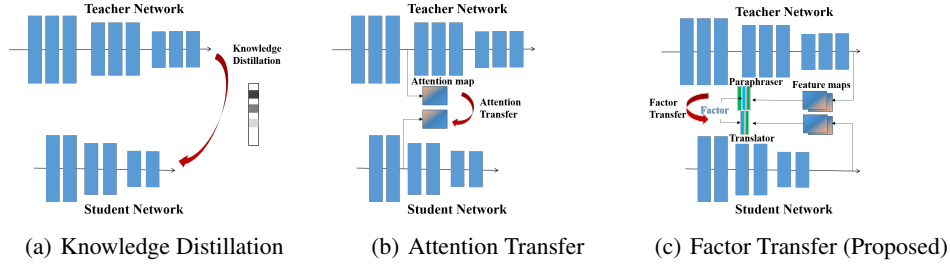 Teacher Network
Knowledge
Distillation
Student Network
(a) Knowledge Distillation
Teacher Network
Attention map
Attention
Transfer
Student Network
(b) Attention Transfer
Teacher Network
Paraphraser
Feature maps
Factor
Transfer
Factor
Translator
Student Network
(c) Factor Transfer (Proposed)